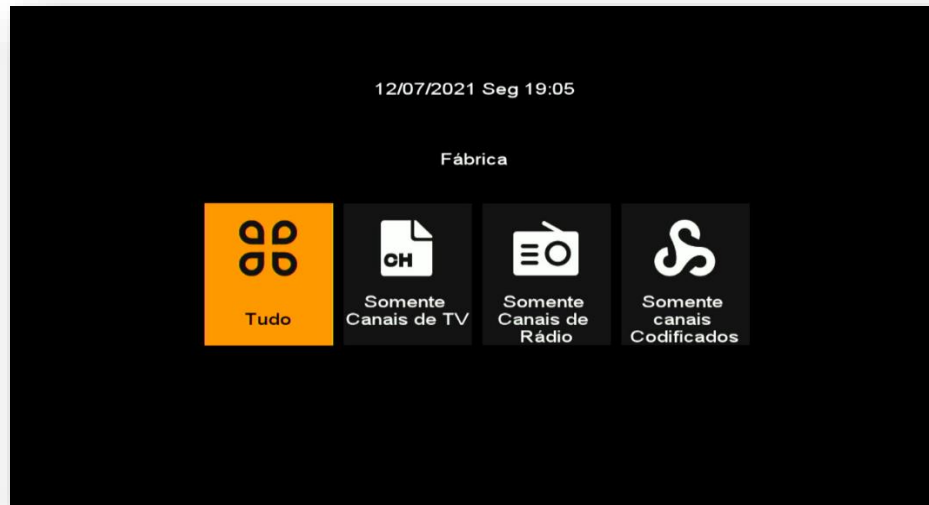 12/07/2021 Seg 19:05
Fábrica
CH
Tudo
Somente
Canais de TV
Somente
Canais de
Rádio
Somente
canais
Codificados